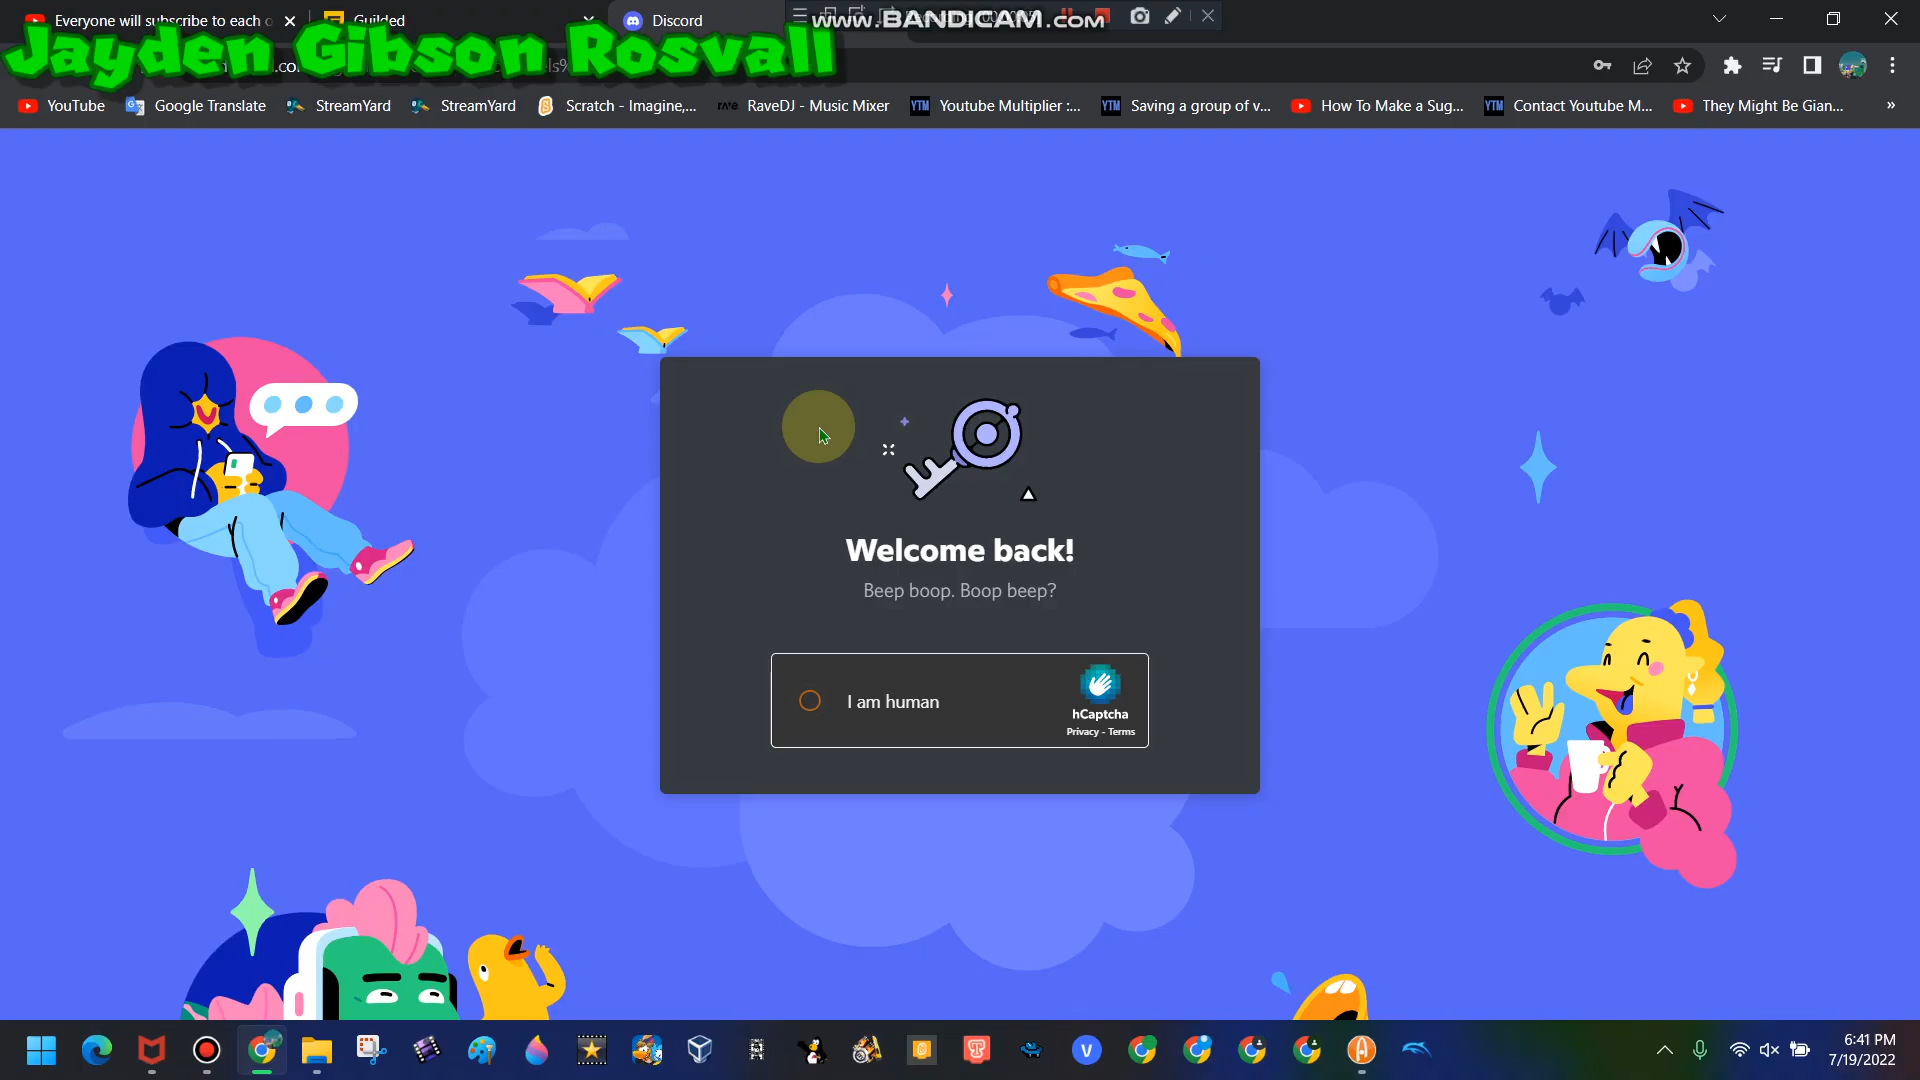 Everyone will subscribe to each o
Guilded
Discord
www.BANDICAM.com
Jayden Gibson Rosvall
YouTube
Google Translate
StreamYard
StreamYard
Scratch - Imagine,...
RaveDJ - Music Mixer
Youtube Multiplier :...
Saving a group of v...
How To Make a Sug...
Contact Youtube M...
They Might Be Gian...
»
Welcome back!
Beep boop. Boop beep?
I am human
hCaptcha
Privacy - Terms
6:41 PM
7/19/2022